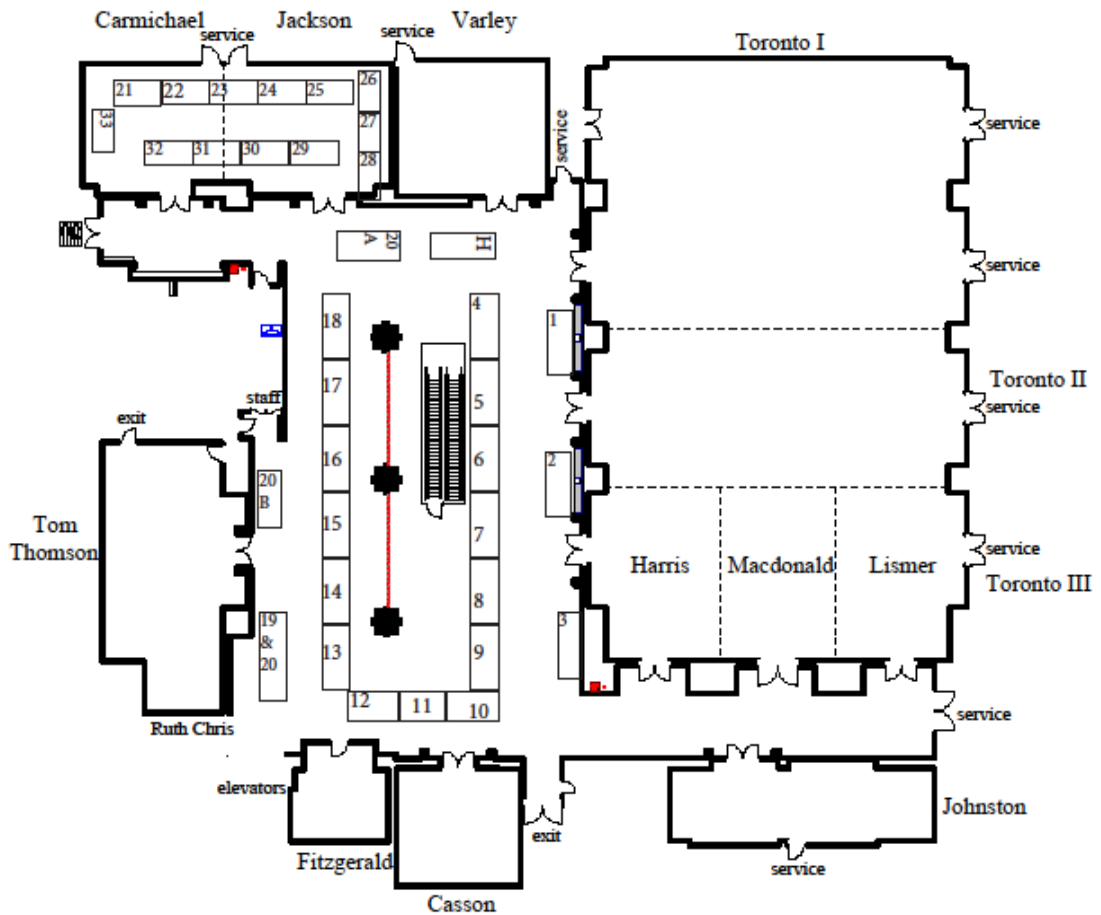 Carmichael
Jackson
Varley
service
service
Toronto I
21
22
23
24
25
26
27
28
33
32
31
30
29
service
service
20
A
H
service
18
17
16
15
14
13
4
5
6
7
8
9
1
2
3
12
11
10
Toronto II
service
staff
exit
20
B
19
&
20
Tom
Thomson
Ruth Chris
Harris
Macdonald
Lismer
service
Toronto III
service
elevators
Fitzgerald
Casson
exit
Johnston
service